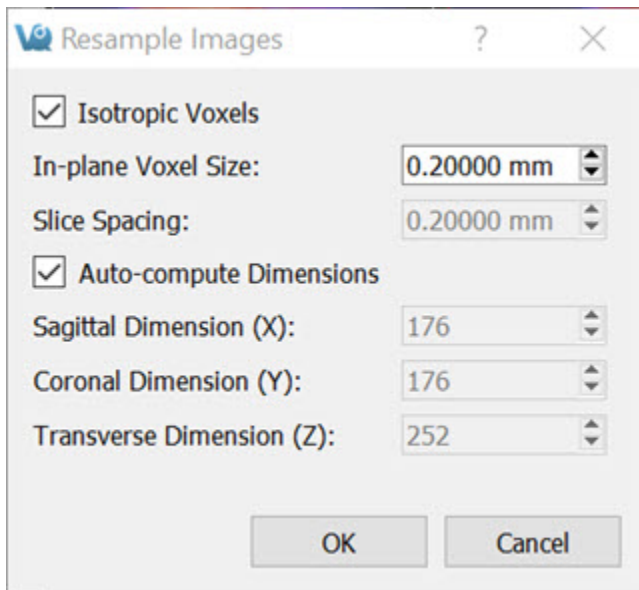 Resample Images
Isotropic Voxels
In-plane Voxel Size: 0.20000 mm
Slice Spacing: 0.20000 mm
Auto-compute Dimensions
Sagittal Dimension (X): 176
Coronal Dimension (Y): 176
Transverse Dimension (Z): 252
OK Cancel